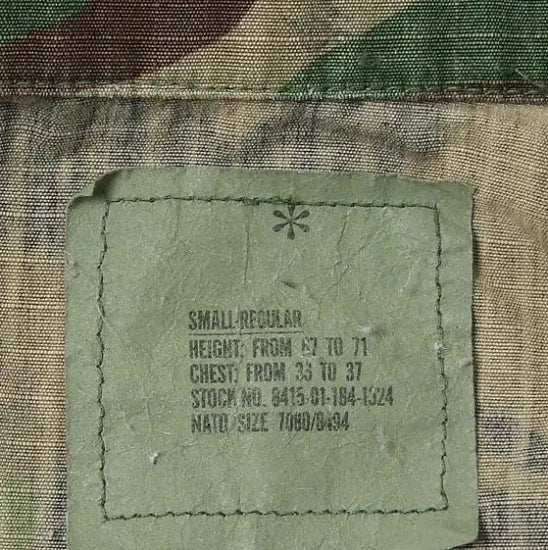 *
SMALL-REGULAR
HEIGHT: FROM 67 TO 71
CHEST: FROM 33 TO 37
STOCK NO. 8415-01-184-1324
NATO SIZE 7080/8494